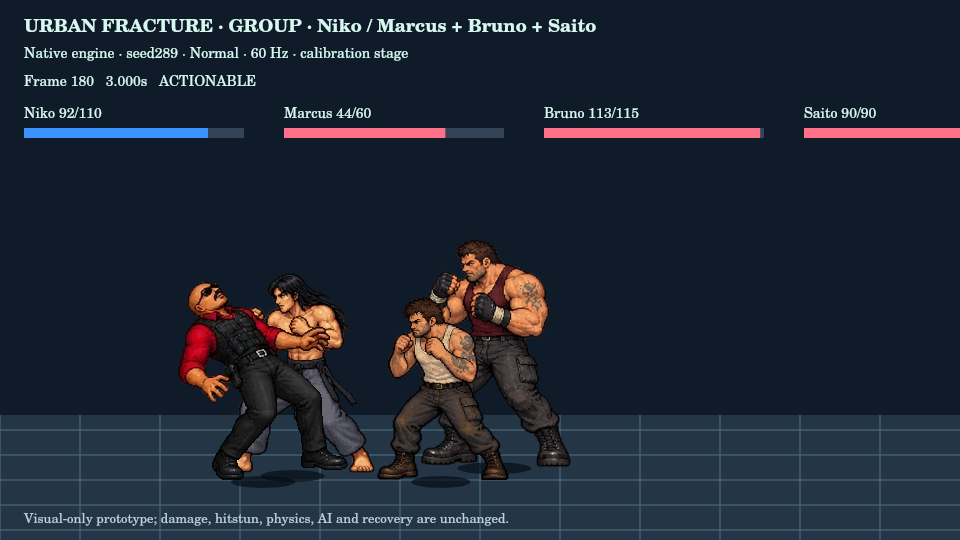 URBAN FRACTURE · GROUP · Niko / Marcus + Bruno + Saito
Native engine · seed289 · Normal · 60 Hz · calibration stage
Frame 180 3.000s ACTIONABLE
Niko 92/110 Marcus 44/60 Bruno 113/115 Saito 90/90
Visual-only prototype; damage, hitstun, physics, AI and recovery are unchanged.